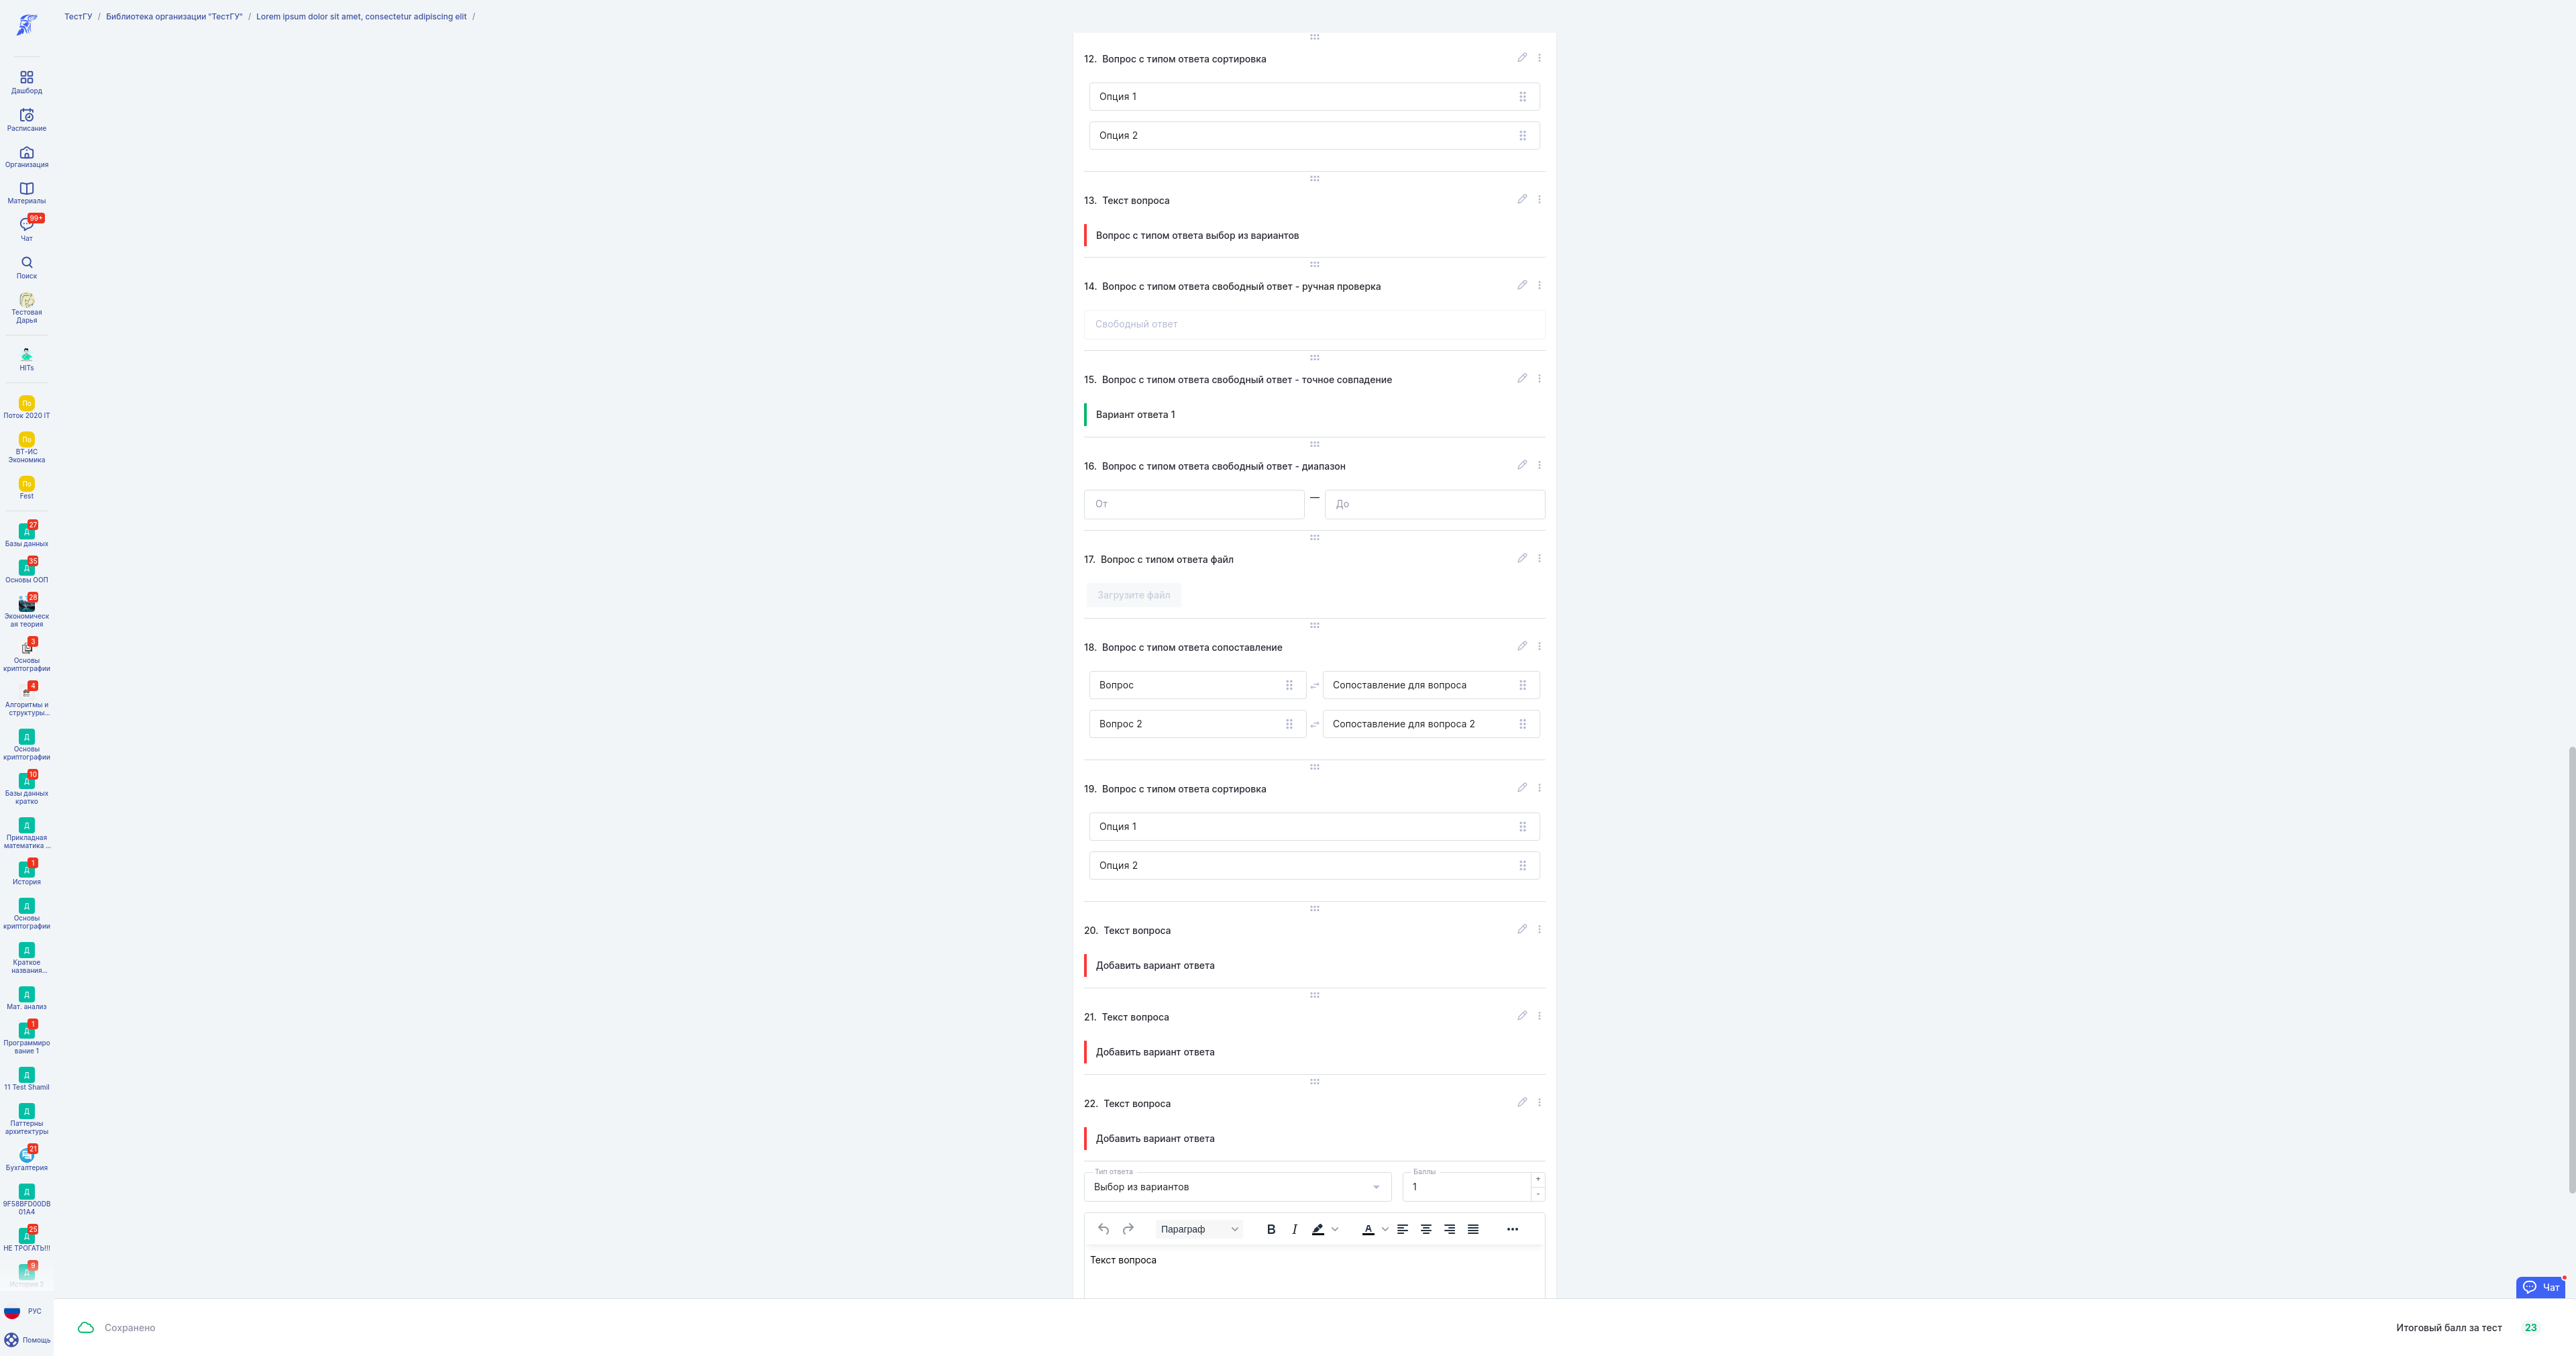 ТестГУ / Библиотека организации "ТестГУ" / Lorem ipsum dolor sit amet, consectetur adipiscing elit /
Дашборд
Расписание
Организация
Материалы
99+
Чат
Поиск
Тестовая
Дарья
HITs
По
Поток 2020 IT
По
ВТ-ИС
Экономика
По
Fest
27
Д
Базы данных
35
Д
Основы ООП
28
Экономическ
ая теория
3
Основы
криптографии
4
Алгоритмы и
структуры...
Д
Основы
криптографии
10
Д
Базы данных
кратко
Д
Прикладная
математика ...
1
Д
История
Д
Основы
криптографии
Д
Краткое
названия...
Д
Мат. анализ
1
Д
Программиро
вание 1
Д
11 Test Shamil
Д
Паттерны
архитектуры
21
Бухгалтерия
Д
9F58BFD00DB
01A4
25
Д
НЕ ТРОГАТЬ!!!
9
Д
История 2
РУС
Помощь
12. Вопрос с типом ответа сортировка
Опция 1
Опция 2
13. Текст вопроса
Вопрос с типом ответа выбор из вариантов
14. Вопрос с типом ответа свободный ответ - ручная проверка
Свободный ответ
15. Вопрос с типом ответа свободный ответ - точное совпадение
Вариант ответа 1
16. Вопрос с типом ответа свободный ответ - диапазон
От — До
17. Вопрос с типом ответа файл
Загрузите файл
18. Вопрос с типом ответа сопоставление
Вопрос Сопоставление для вопроса
Вопрос 2 Сопоставление для вопроса 2
19. Вопрос с типом ответа сортировка
Опция 1
Опция 2
20. Текст вопроса
Добавить вариант ответа
21. Текст вопроса
Добавить вариант ответа
22. Текст вопроса
Добавить вариант ответа
Тип ответа Баллы
Выбор из вариантов 1 + -
Параграф B I A
Текст вопроса
Чат
Сохранено
Итоговый балл за тест 23